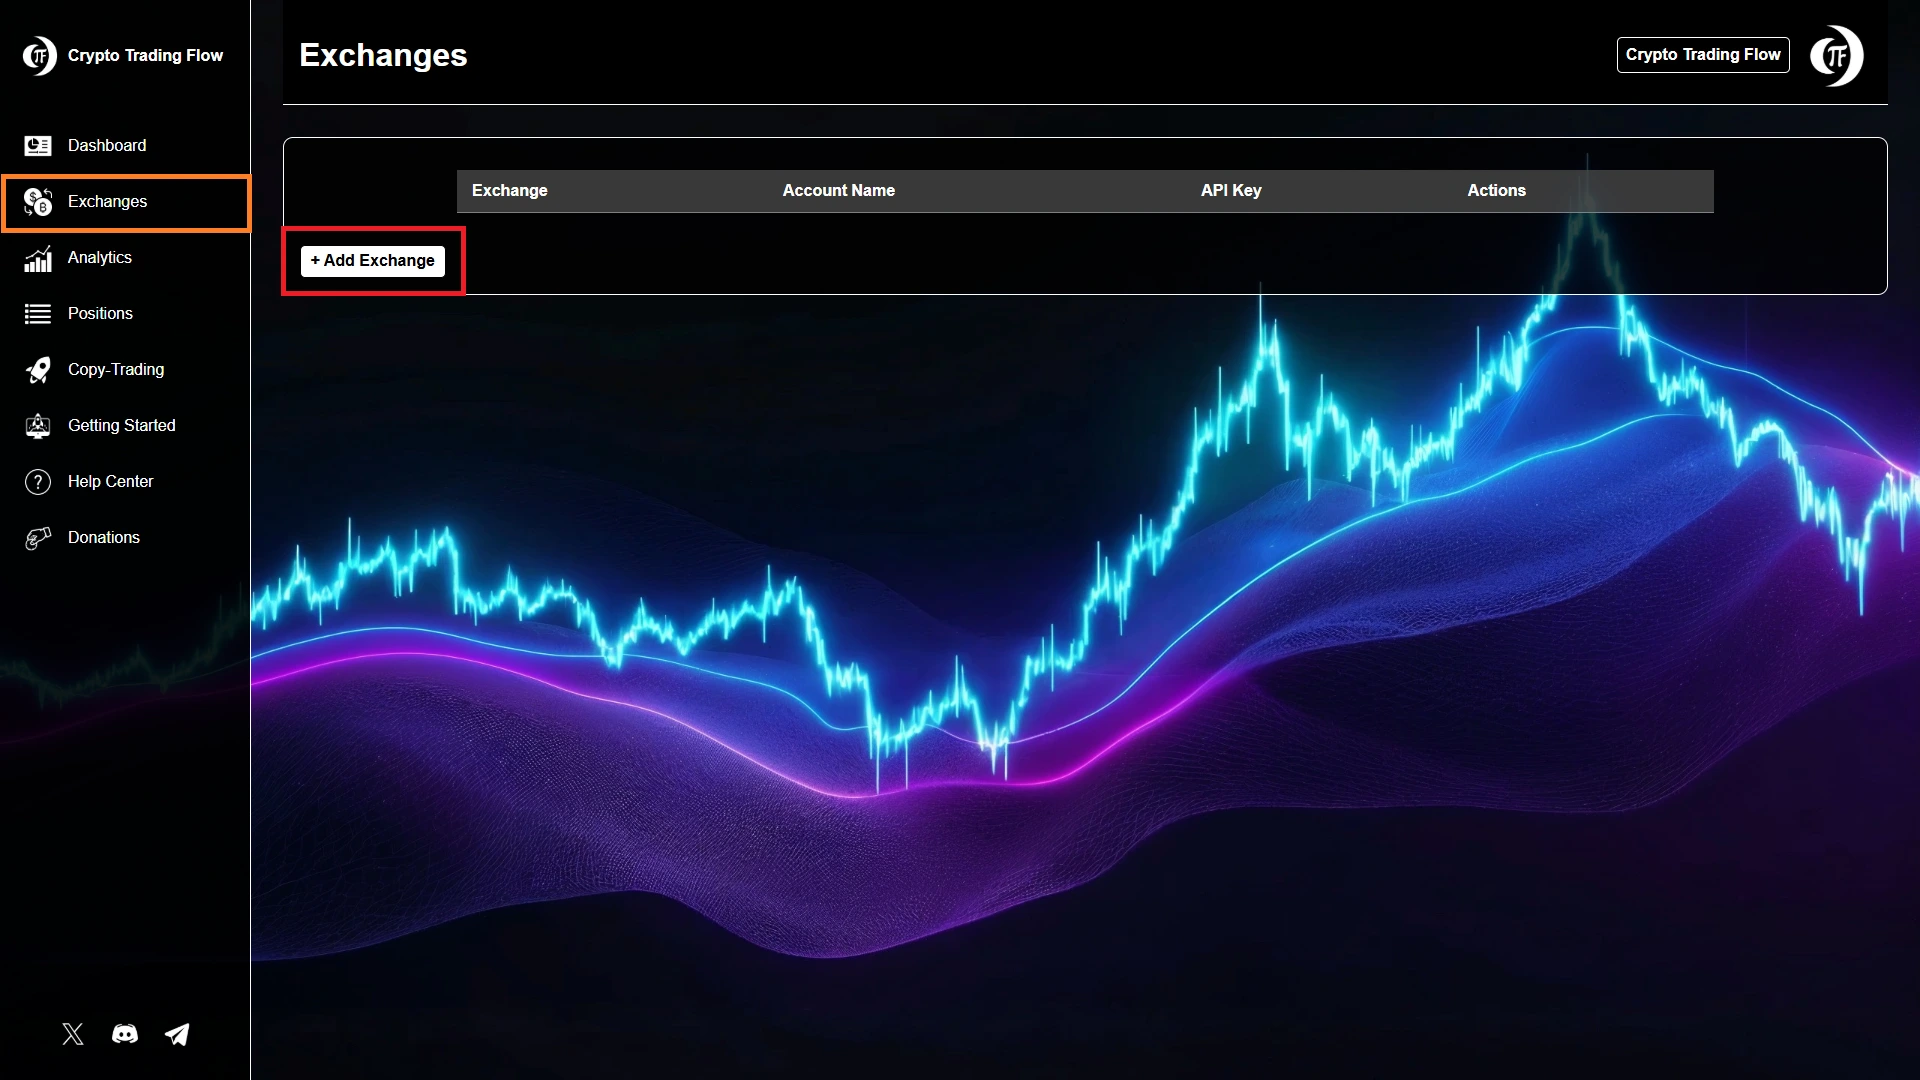 Crypto Trading Flow
Dashboard
Exchanges
Analytics
Positions
Copy-Trading
Getting Started
Help Center
Donations
Exchanges
Crypto Trading Flow
Exchange Account Name API Key Actions
+ Add Exchange